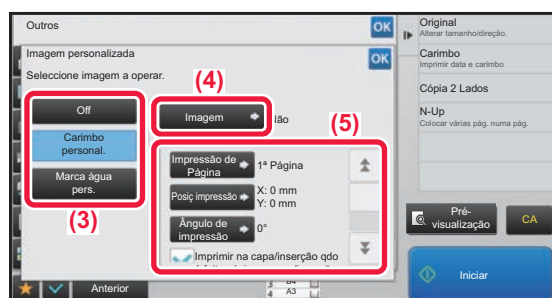 Outros
OK
Imagem personalizada
OK
Seleccione imagem a operar.
(4)
Off
Carimbo
personal.
Marca água
pers.
(3)
Imagem
(5)
Impressão de
Página
1ª Página
Posiç impressão
X: 0 mm
Y: 0 mm
Ângulo de
impressão
0°
Imprimir na capa/inserção qdo
Anterior
B4
A3
Original
Alterar tamanho/direção.
Carimbo
Imprimir data e carimbo
Cópia 2 Lados
N-Up
Colocar várias pág. numa pág.
Pré-
visualização
CA
Iniciar